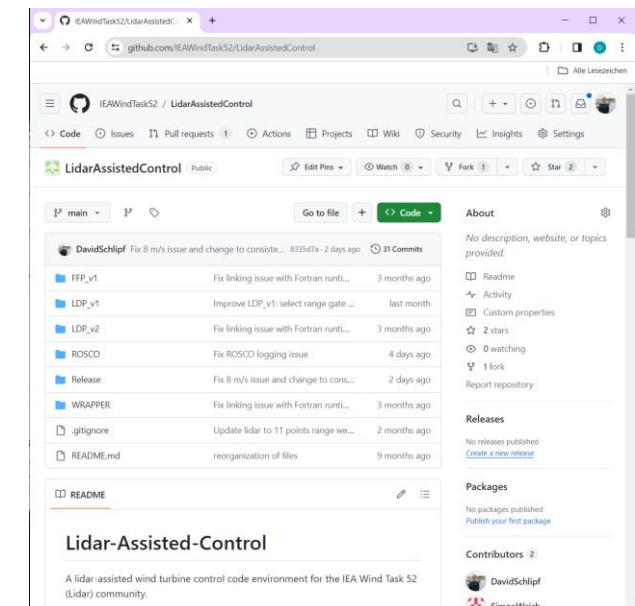 IEAWindTask52/LidarAssistedC
github.com/IEAWindTask52/LidarAssistedControl
Alle Lesezeichen
IEAWindTask52 / LidarAssistedControl
Code Issues Pull requests 1 Actions Projects Wiki Security Insights Settings
LidarAssistedControl Public Edit Pins Watch 0 Fork 1 Star 2
main Go to file Code
DavidSchlipf Fix 8 m/s issue and change to consiste... 8335d7a · 2 days ago 31 Commits
FFP_v1 Fix linking issue with Fortran runti... 3 months ago
LDP_v1 Improve LDP_v1: select range gate ... last month
LDP_v2 Fix linking issue with Fortran runti... 3 months ago
ROSCO Fix ROSCO logging issue 4 days ago
Release Fix 8 m/s issue and change to cons... 2 days ago
WRAPPER Fix linking issue with Fortran runti... 3 months ago
.gitignore Update lidar to 11 points range we... 2 months ago
README.md reorganization of files 9 months ago
README
Lidar-Assisted-Control
A lidar-assisted wind turbine control code environment for the IEA Wind Task 52
(Lidar) community.
About
No description, website, or topics
provided.
Readme
Activity
Custom properties
2 stars
0 watching
1 fork
Report repository
Releases
No releases published
Create a new release
Packages
No packages published
Publish your first package
Contributors 2
DavidSchlipf